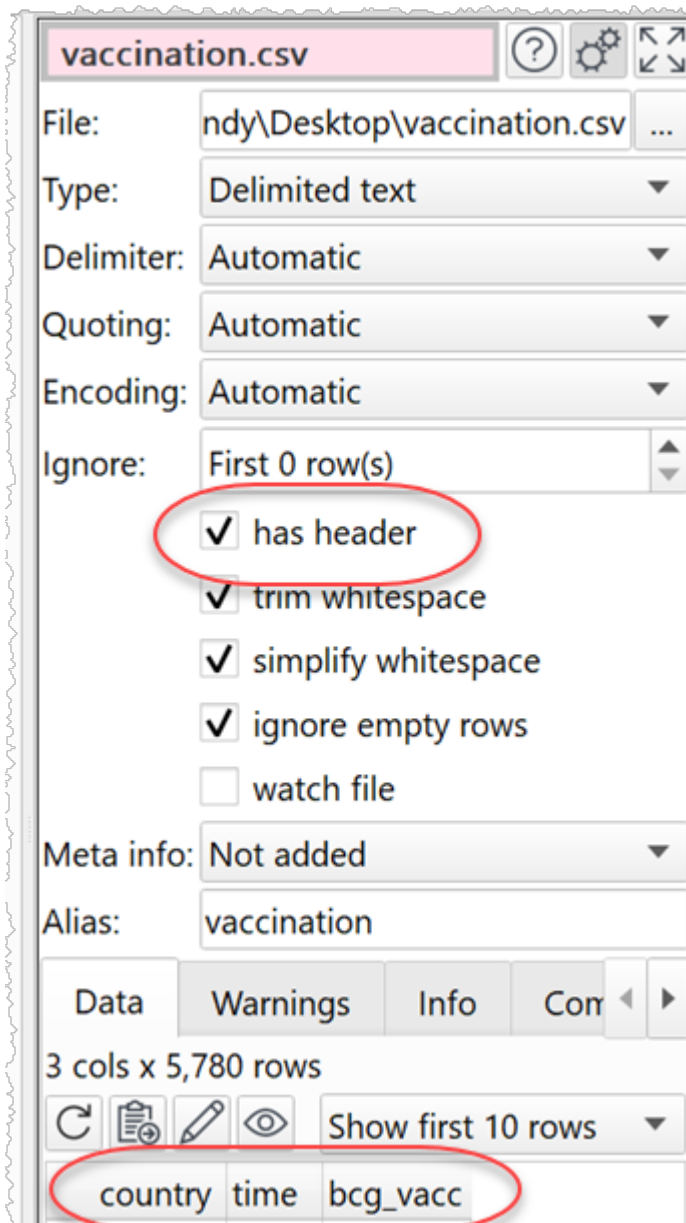 vaccination.csv
File: ndy\Desktop\vaccination.csv ...
Type: Delimited text
Delimiter: Automatic
Quoting: Automatic
Encoding: Automatic
Ignore: First 0 row(s)
has header
trim whitespace
simplify whitespace
ignore empty rows
watch file
Meta info: Not added
Alias: vaccination
Data Warnings Info Com
3 cols x 5,780 rows
Show first 10 rows
country time bcg_vacc